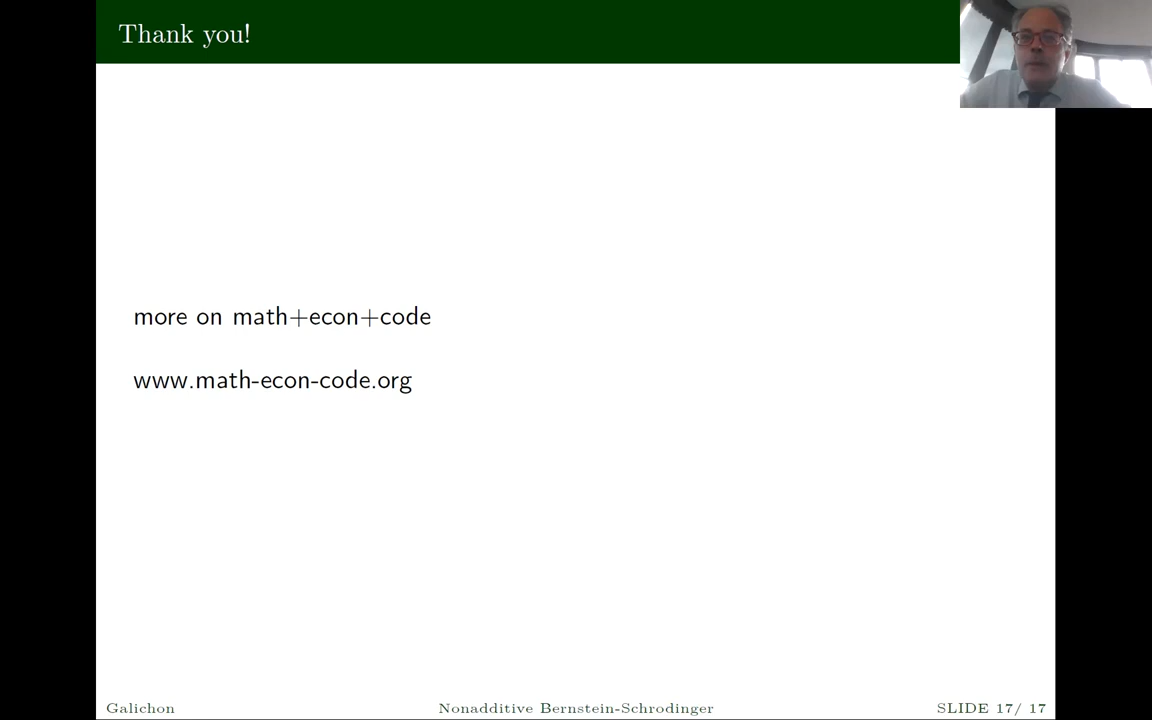 Thank you!
more on math+econ+code
www.math-econ-code.org
Galichon
Nonadditive Bernstein-Schrodinger
SLIDE 17/ 17